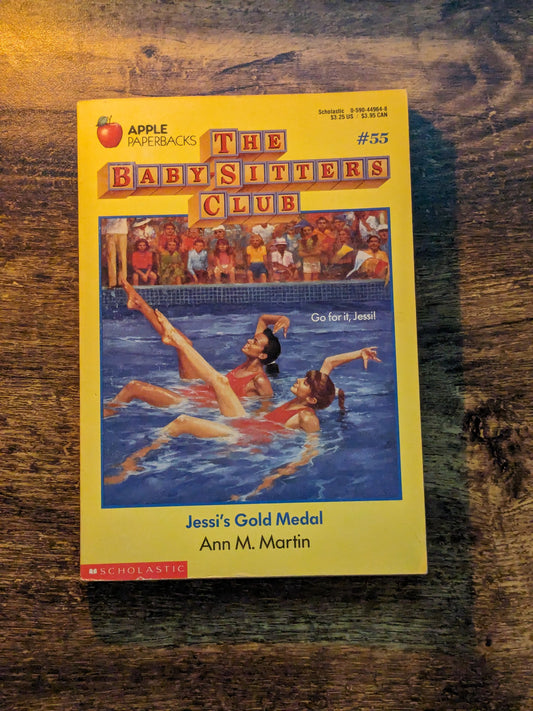 Scholastic 0-590-44964-6
$3.25 US / $3.95 CAN
APPLE
PAPERBACKS
#55
THE
BABY-SITTERS
CLUB
Go for it, Jessi!
Jessi's Gold Medal
Ann M. Martin
SCHOLASTIC